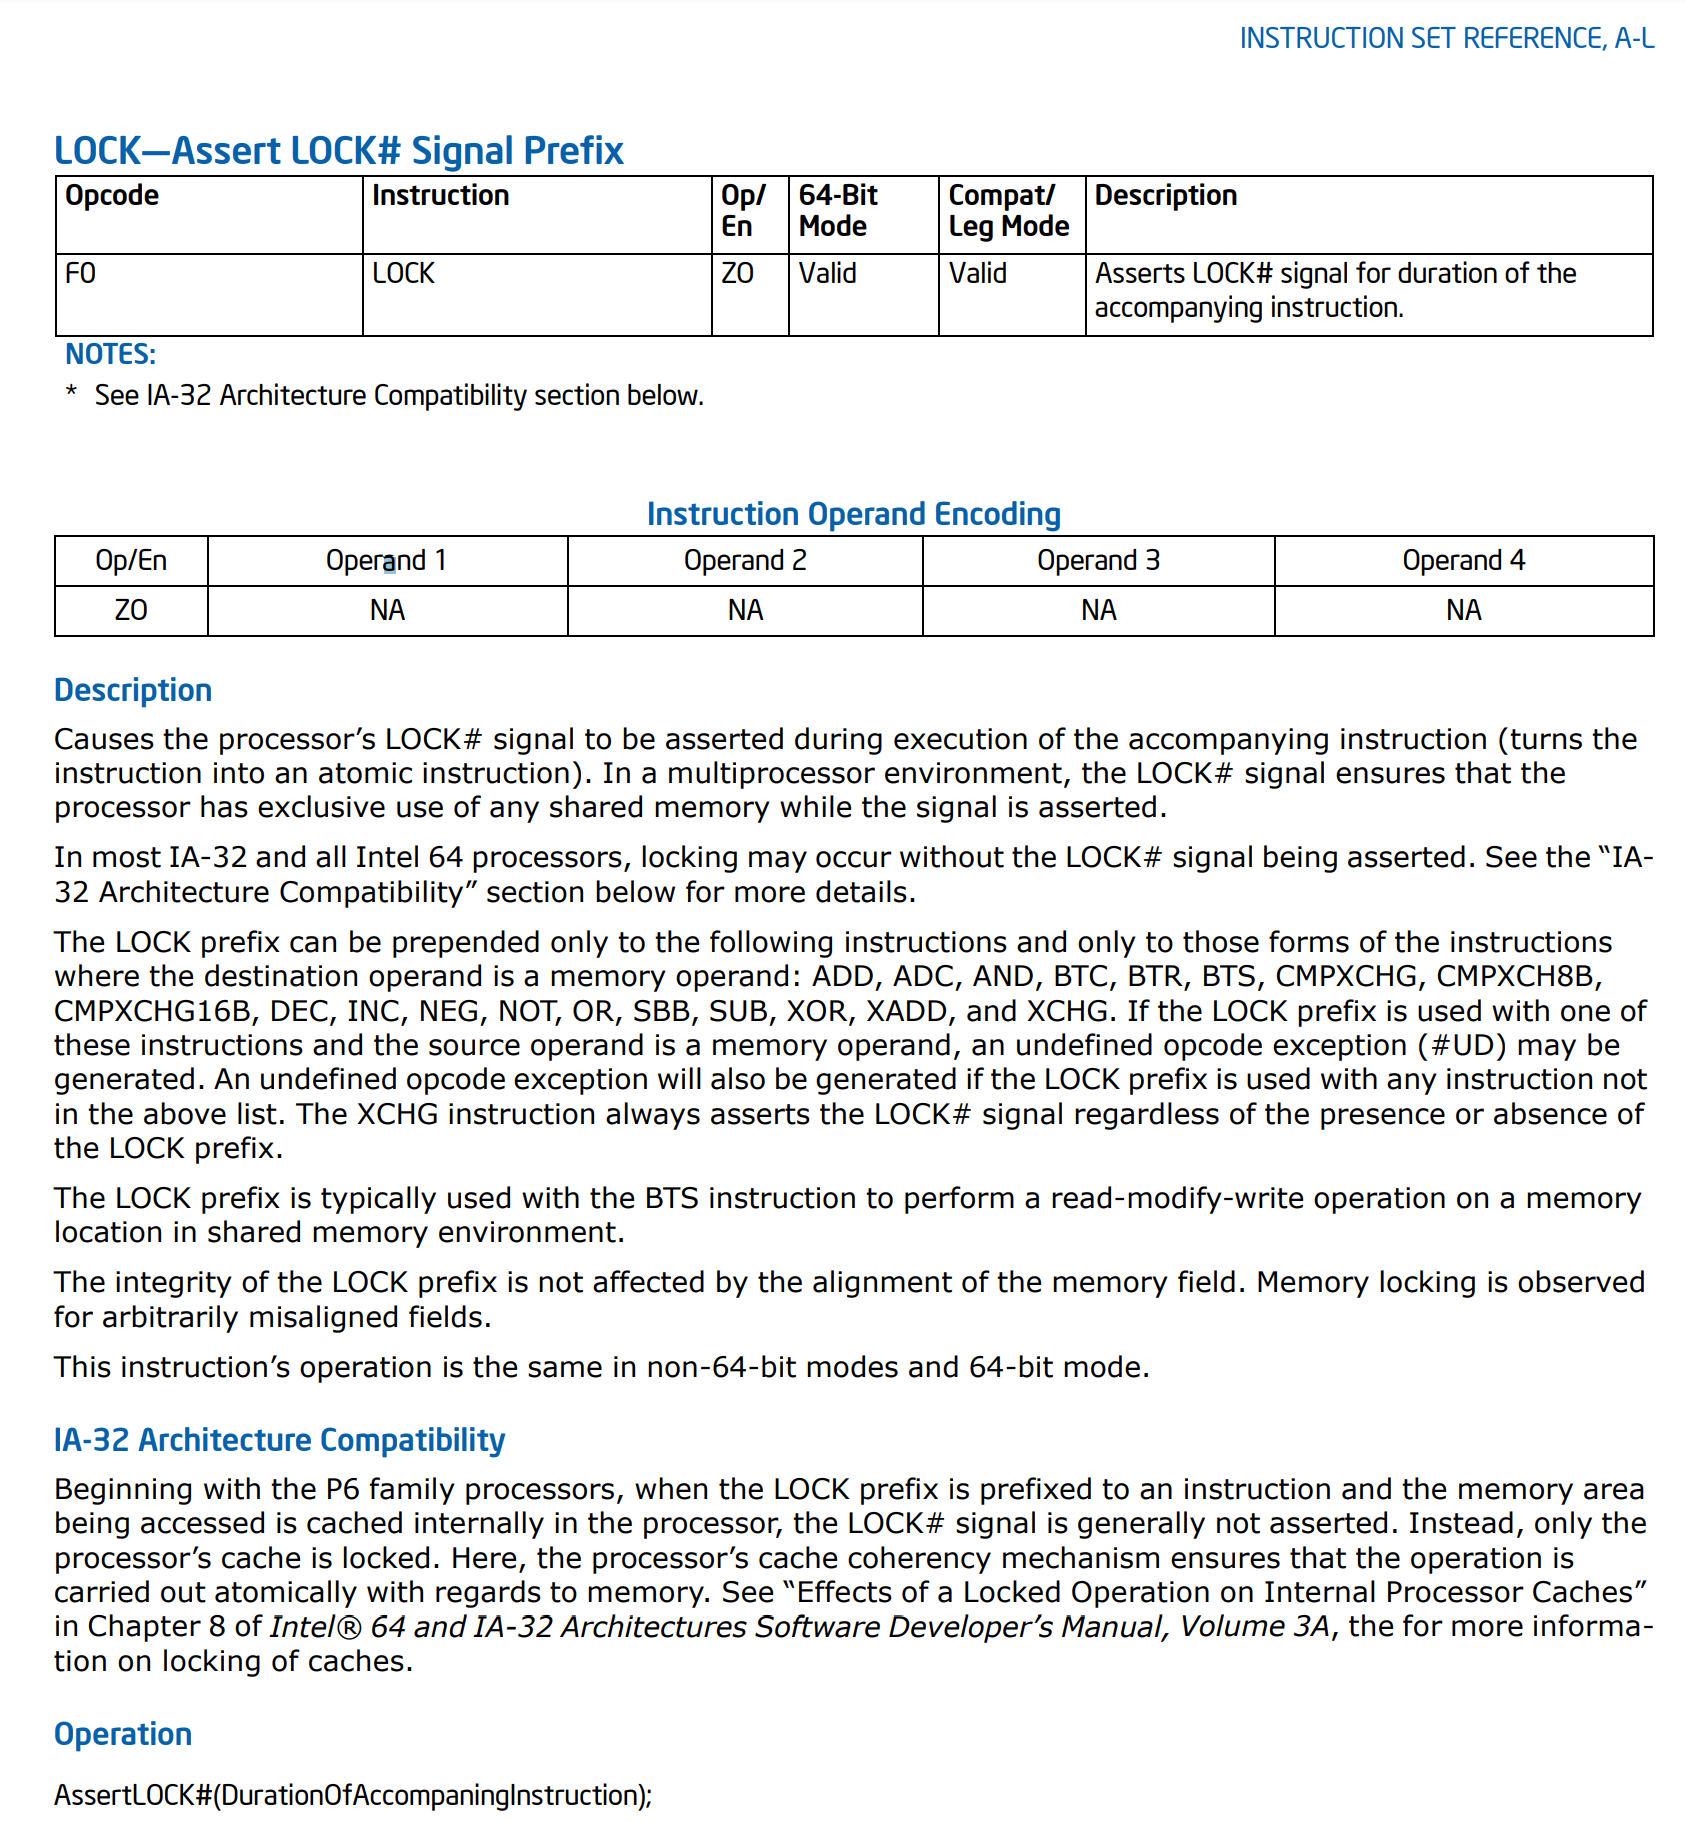 INSTRUCTION SET REFERENCE, A-L
LOCK—Assert LOCK# Signal Prefix
Opcode Instruction Op/ 64-Bit Compat/ Description
En Mode Leg Mode
F0 LOCK ZO Valid Valid Asserts LOCK# signal for duration of the
accompanying instruction.
NOTES:
* See IA-32 Architecture Compatibility section below.
Instruction Operand Encoding
Op/En Operand 1 Operand 2 Operand 3 Operand 4
ZO NA NA NA NA
Description
Causes the processor’s LOCK# signal to be asserted during execution of the accompanying instruction (turns the
instruction into an atomic instruction). In a multiprocessor environment, the LOCK# signal ensures that the
processor has exclusive use of any shared memory while the signal is asserted.
In most IA-32 and all Intel 64 processors, locking may occur without the LOCK# signal being asserted. See the “IA-
32 Architecture Compatibility” section below for more details.
The LOCK prefix can be prepended only to the following instructions and only to those forms of the instructions
where the destination operand is a memory operand: ADD, ADC, AND, BTC, BTR, BTS, CMPXCHG, CMPXCH8B,
CMPXCHG16B, DEC, INC, NEG, NOT, OR, SBB, SUB, XOR, XADD, and XCHG. If the LOCK prefix is used with one of
these instructions and the source operand is a memory operand, an undefined opcode exception (#UD) may be
generated. An undefined opcode exception will also be generated if the LOCK prefix is used with any instruction not
in the above list. The XCHG instruction always asserts the LOCK# signal regardless of the presence or absence of
the LOCK prefix.
The LOCK prefix is typically used with the BTS instruction to perform a read-modify-write operation on a memory
location in shared memory environment.
The integrity of the LOCK prefix is not affected by the alignment of the memory field. Memory locking is observed
for arbitrarily misaligned fields.
This instruction’s operation is the same in non-64-bit modes and 64-bit mode.
IA-32 Architecture Compatibility
Beginning with the P6 family processors, when the LOCK prefix is prefixed to an instruction and the memory area
being accessed is cached internally in the processor, the LOCK# signal is generally not asserted. Instead, only the
processor’s cache is locked. Here, the processor’s cache coherency mechanism ensures that the operation is
carried out atomically with regards to memory. See “Effects of a Locked Operation on Internal Processor Caches”
in Chapter 8 of Intel® 64 and IA-32 Architectures Software Developer’s Manual, Volume 3A, the for more informa-
tion on locking of caches.
Operation
AssertLOCK#(DurationOfAccompaningInstruction);